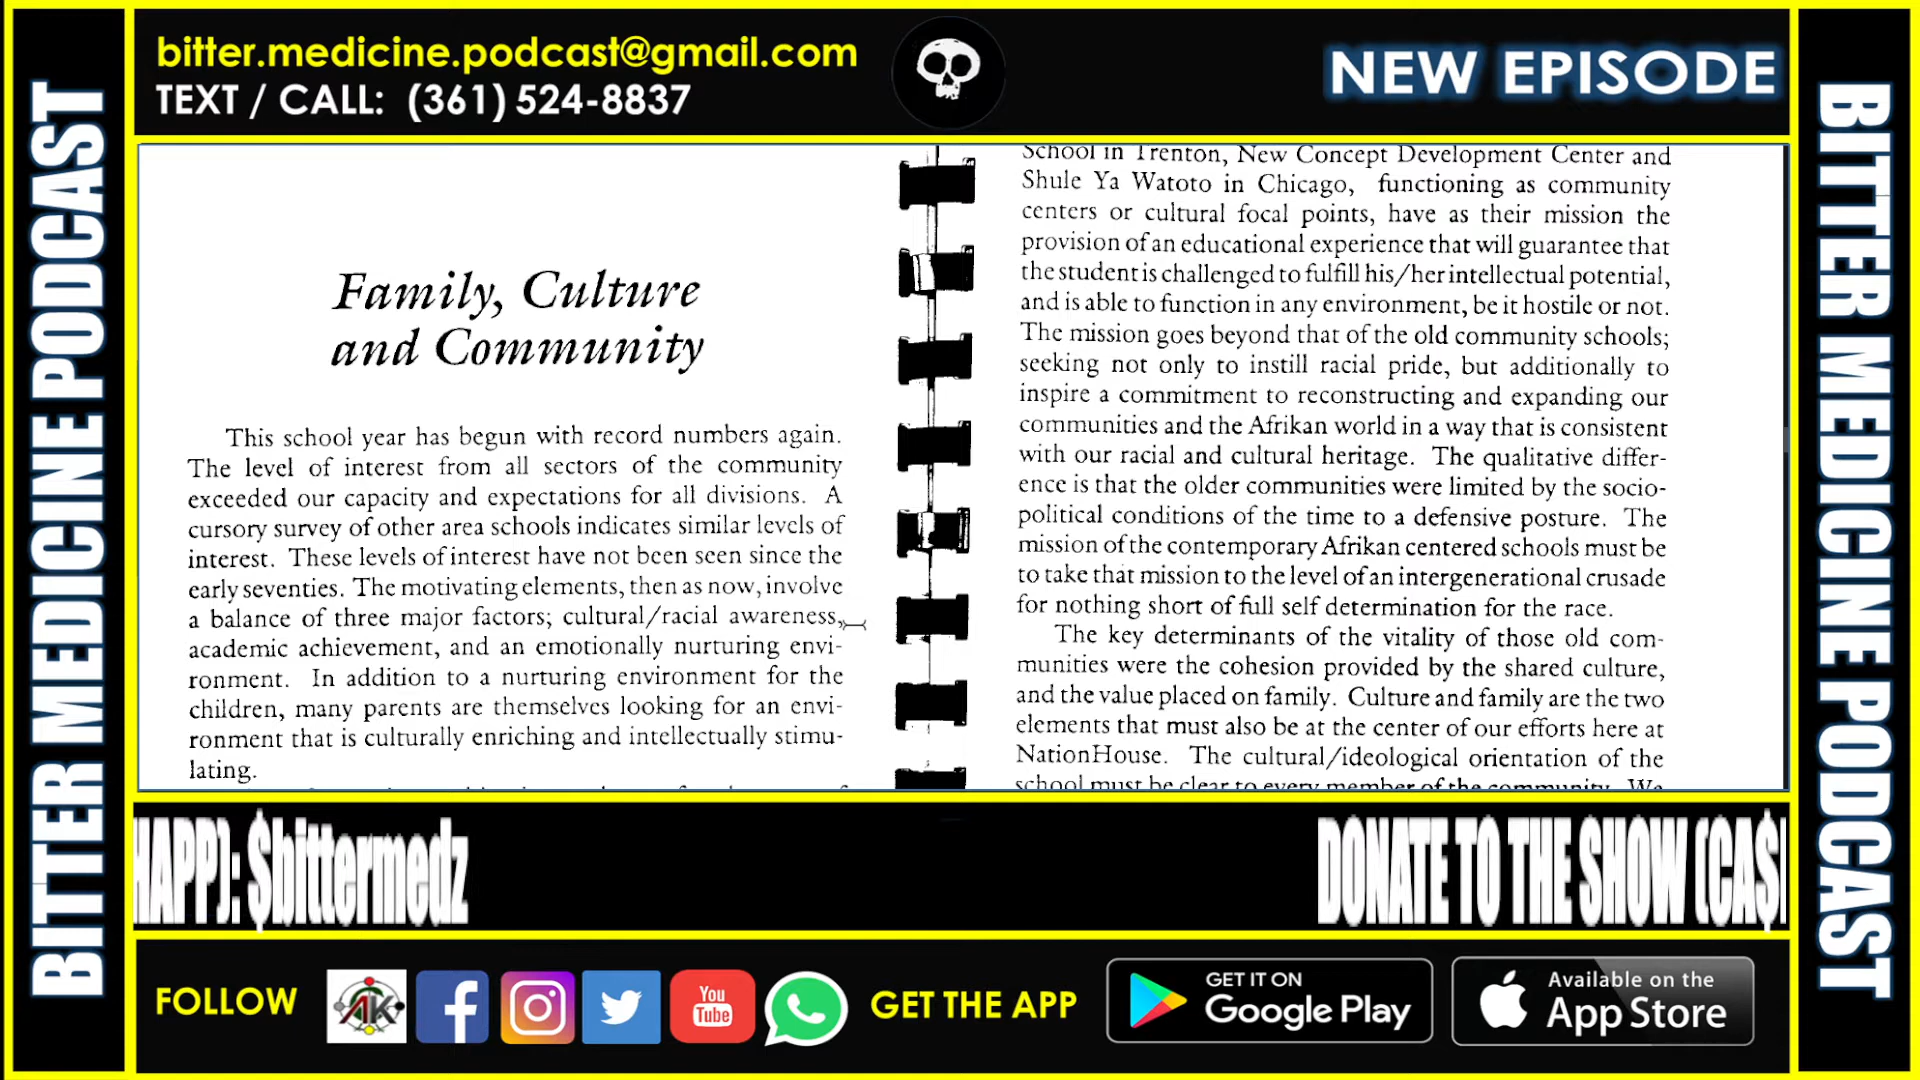 bitter.medicine.podcast@gmail.com
TEXT / CALL: (361) 524-8837
NEW EPISODE
BITTER MEDICINE PODCAST
Family, Culture
and Community
This school year has begun with record numbers again.
The level of interest from all sectors of the community
exceeded our capacity and expectations for all divisions. A
cursory survey of other area schools indicates similar levels of
interest. These levels of interest have not been seen since the
early seventies. The motivating elements, then as now, involve
a balance of three major factors; cultural/racial awareness,
academic achievement, and an emotionally nurturing envi-
ronment. In addition to a nurturing environment for the
children, many parents are themselves looking for an envi-
ronment that is culturally enriching and intellectually stimu-
lating.
School in Trenton, New Concept Development Center and
Shule Ya Watoto in Chicago, functioning as community
centers or cultural focal points, have as their mission the
provision of an educational experience that will guarantee that
the student is challenged to fulfill his/her intellectual potential,
and is able to function in any environment, be it hostile or not.
The mission goes beyond that of the old community schools;
seeking not only to instill racial pride, but additionally to
inspire a commitment to reconstructing and expanding our
communities and the Afrikan world in a way that is consistent
with our racial and cultural heritage. The qualitative differ-
ence is that the older communities were limited by the socio-
political conditions of the time to a defensive posture. The
mission of the contemporary Afrikan centered schools must be
to take that mission to the level of an intergenerational crusade
for nothing short of full self determination for the race.
The key determinants of the vitality of those old com-
munities were the cohesion provided by the shared culture,
and the value placed on family. Culture and family are the two
elements that must also be at the center of our efforts here at
NationHouse. The cultural/ideological orientation of the
school must be clear to every member of the community. We
BITTER MEDICINE PODCAST
HAPP): $bittermedz
DONATE TO THE SHOW (CA$
FOLLOW
AK
You
Tube
GET THE APP
GET IT ON
Google Play
Available on the
App Store